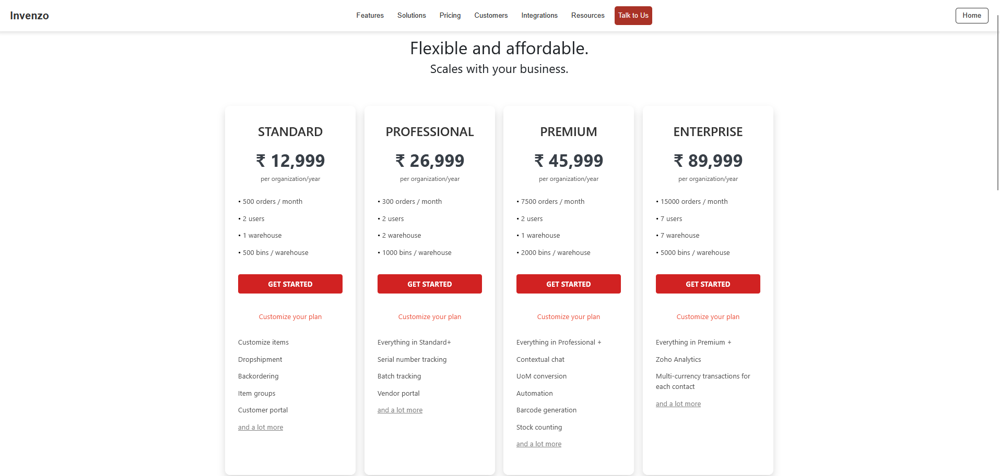 Invenzo
Features Solutions Pricing Customers Integrations Resources Talk to Us Home
Flexible and affordable.
Scales with your business.
STANDARD
₹ 12,999
per organization/year
• 500 orders / month
• 2 users
• 1 warehouse
• 500 bins / warehouse
GET STARTED
Customize your plan
Customize items
Dropshipment
Backordering
Item groups
Customer portal
and a lot more
PROFESSIONAL
₹ 26,999
per organization/year
• 300 orders / month
• 2 users
• 2 warehouse
• 1000 bins / warehouse
GET STARTED
Customize your plan
Everything in Standard+
Serial number tracking
Batch tracking
Vendor portal
and a lot more
PREMIUM
₹ 45,999
per organization/year
• 7500 orders / month
• 2 users
• 1 warehouse
• 2000 bins / warehouse
GET STARTED
Customize your plan
Everything in Professional +
Contextual chat
UoM conversion
Automation
Barcode generation
Stock counting
and a lot more
ENTERPRISE
₹ 89,999
per organization/year
• 15000 orders / month
• 7 users
• 7 warehouse
• 5000 bins / warehouse
GET STARTED
Customize your plan
Everything in Premium +
Zoho Analytics
Multi-currency transactions for
each contact
and a lot more